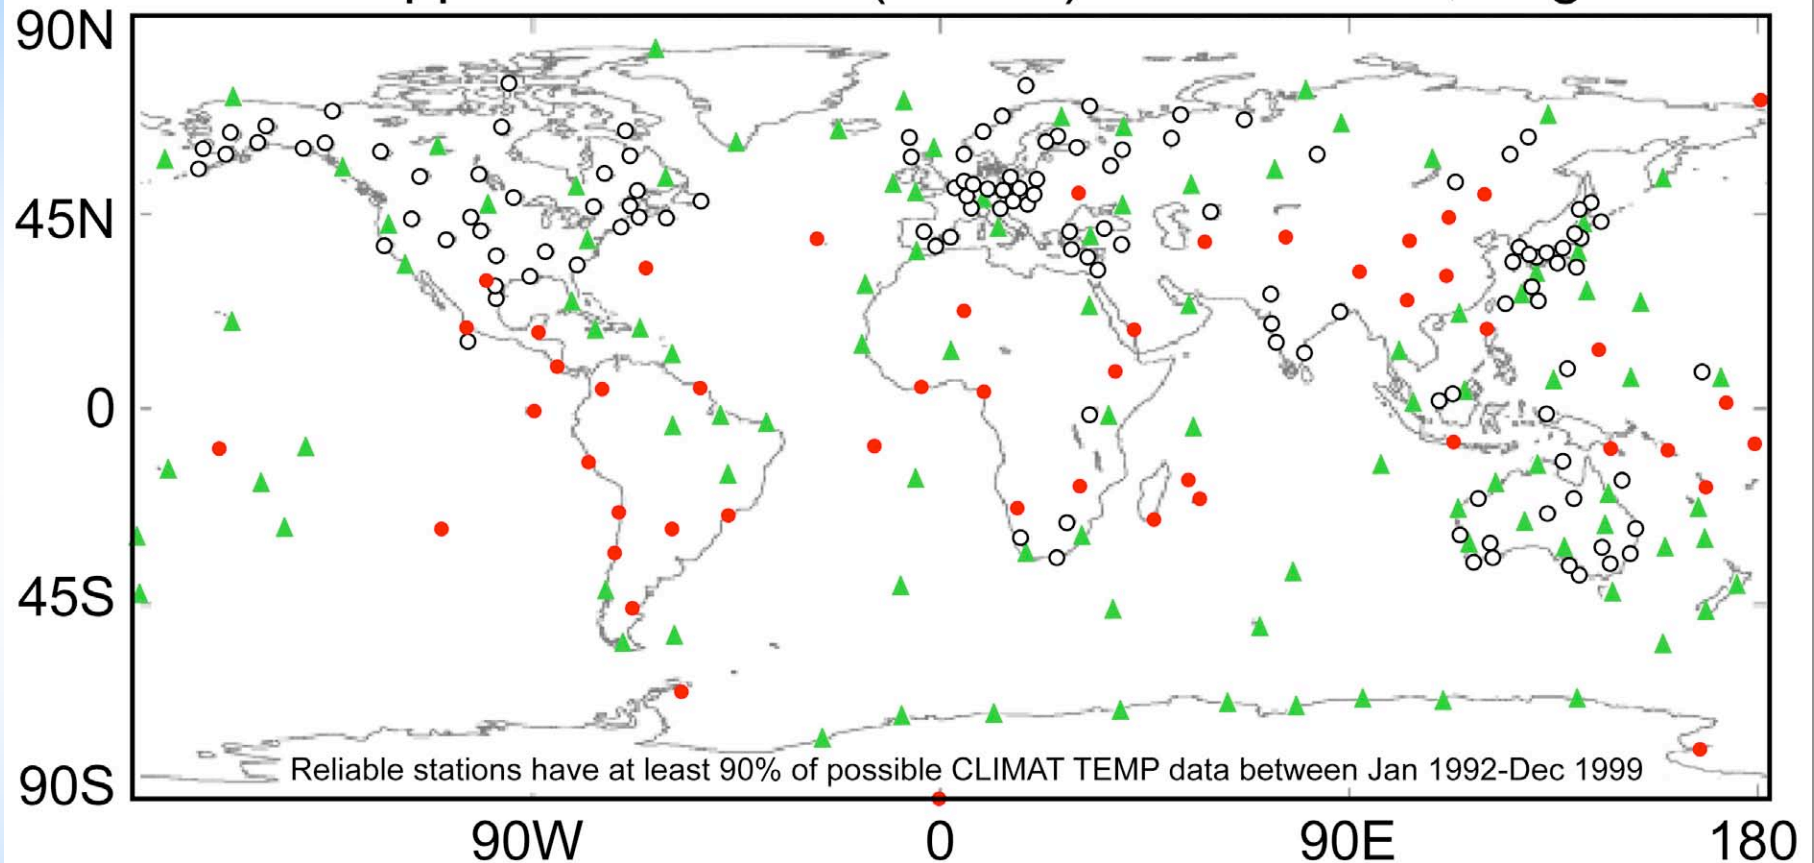 90N
45N
0
45S
90S
Reliable stations have at least 90% of possible CLIMAT TEMP data between Jan 1992-Dec 1999
90W 0 90E 180